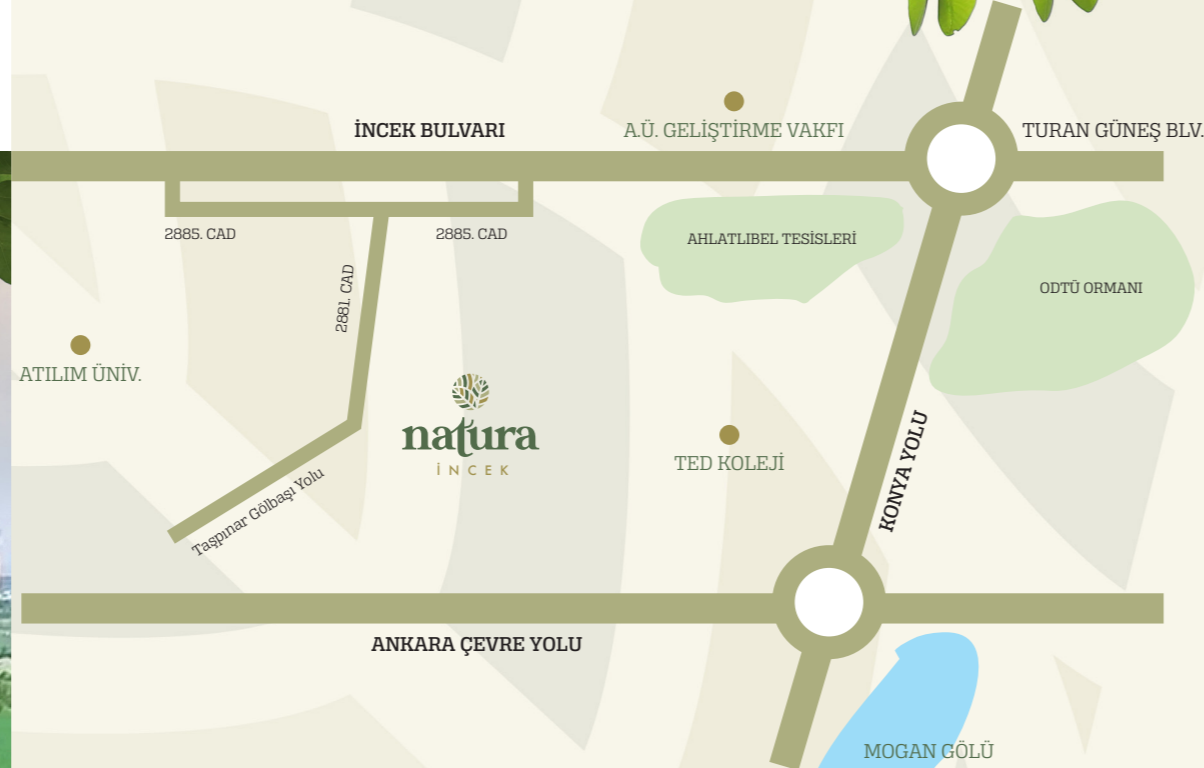 İNCEK BULVARI
A.Ü. GELİŞTİRME VAKFI
TURAN GÜNEŞ BLV.
2885. CAD
2885. CAD
AHLATLIBEL TESİSLERİ
2881. CAD
ODTÜ ORMANI
ATILIM ÜNİV.
natura
İNCEK
TED KOLEJİ
KONYA YOLU
Taşpınar Gölbaşı Yolu
ANKARA ÇEVRE YOLU
MOGAN GÖLÜ